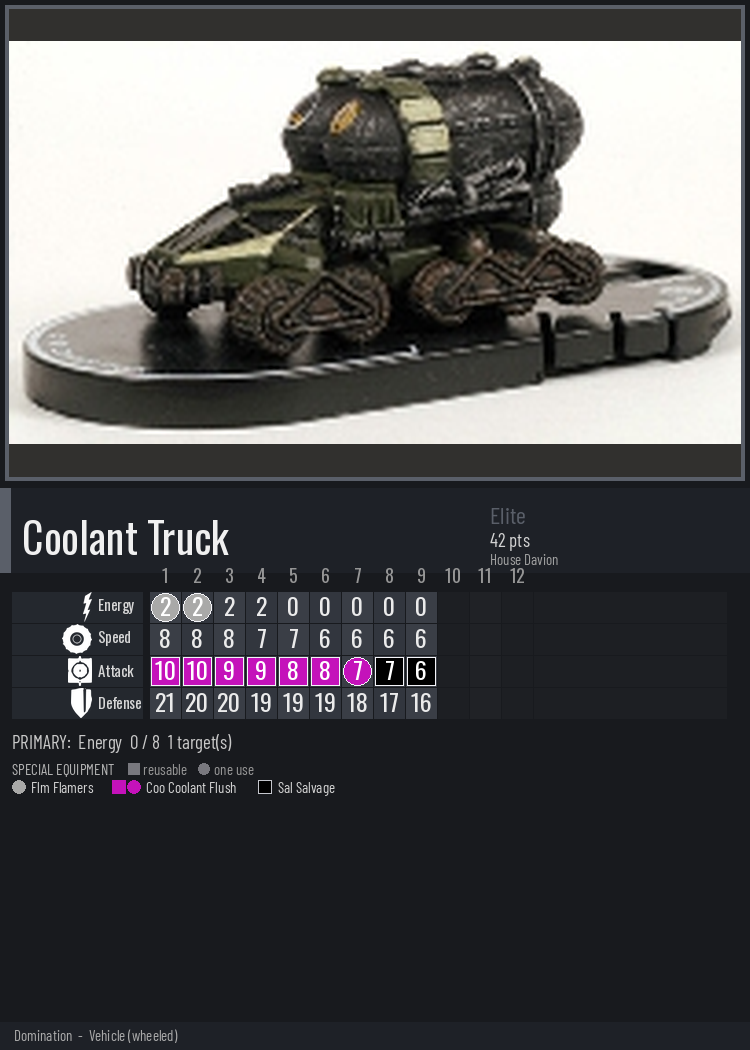 Coolant Truck
Elite
42 pts
House Davion
1 2 3 4 5 6 7 8 9 10 11 12
Energy 2 2 2 2 0 0 0 0 0
Speed 8 8 8 7 7 6 6 6 6
Attack 10 10 9 9 8 8 7 7 6
Defense 21 20 20 19 19 19 18 17 16
PRIMARY: Energy 0 / 8 1 target(s)
SPECIAL EQUIPMENT reusable one use
Flm Flamers Coo Coolant Flush Sal Salvage
Domination - Vehicle (wheeled)